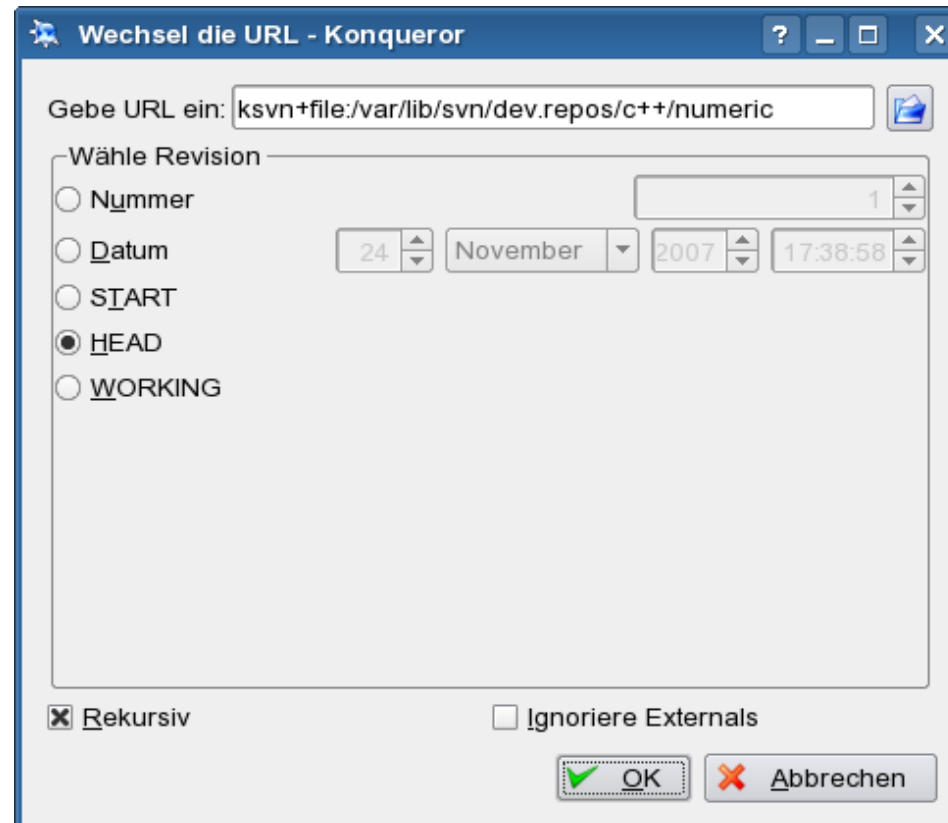 Wechsel die URL - Konqueror
Gebe URL ein: ksvn+file:/var/lib/svn/dev.repos/c++/numeric
Wähle Revision
Nummer 1
Datum 24 November 2007 17:38:58
START
HEAD
WORKING
Rekursiv Ignoriere Externals
OK Abbrechen